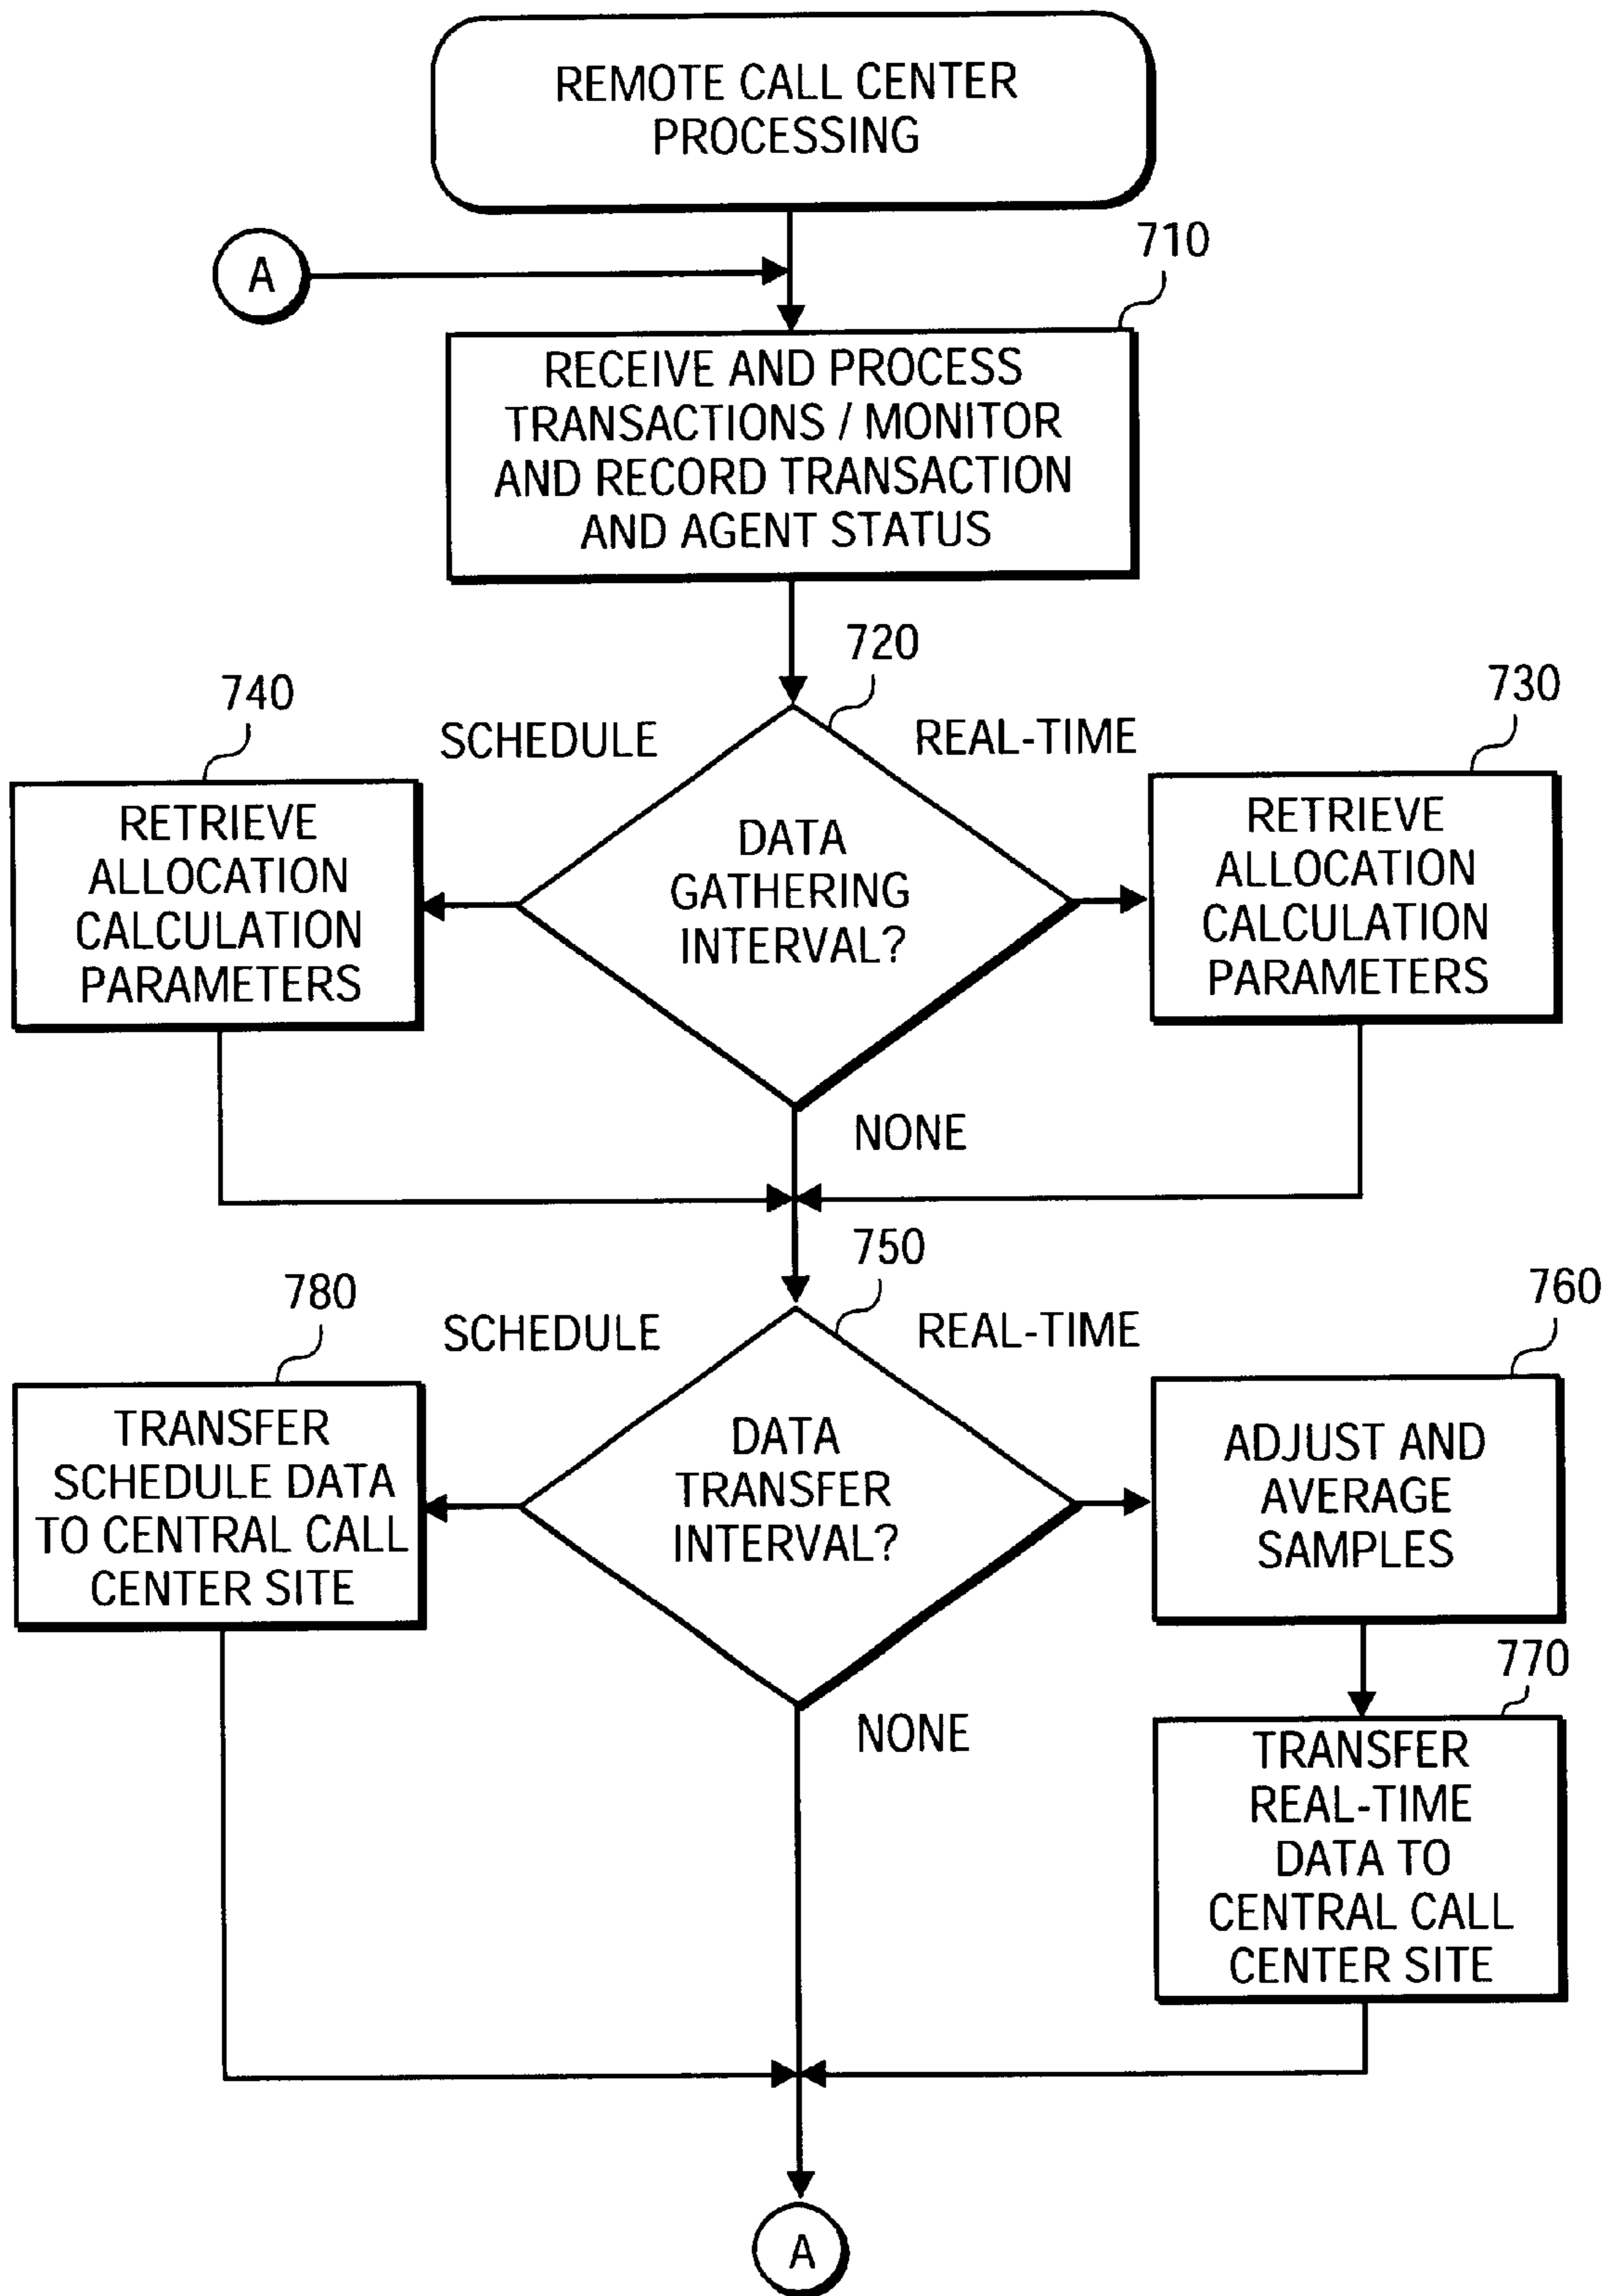 REMOTE CALL CENTER
PROCESSING
A
710
RECEIVE AND PROCESS
TRANSACTIONS / MONITOR
AND RECORD TRANSACTION
AND AGENT STATUS
720
740
SCHEDULE
REAL-TIME
730
RETRIEVE
ALLOCATION
CALCULATION
PARAMETERS
DATA
GATHERING
INTERVAL?
RETRIEVE
ALLOCATION
CALCULATION
PARAMETERS
NONE
750
780
SCHEDULE
REAL-TIME
760
TRANSFER
SCHEDULE DATA
TO CENTRAL CALL
CENTER SITE
DATA
TRANSFER
INTERVAL?
ADJUST AND
AVERAGE
SAMPLES
770
NONE
TRANSFER
REAL-TIME
DATA TO
CENTRAL CALL
CENTER SITE
A